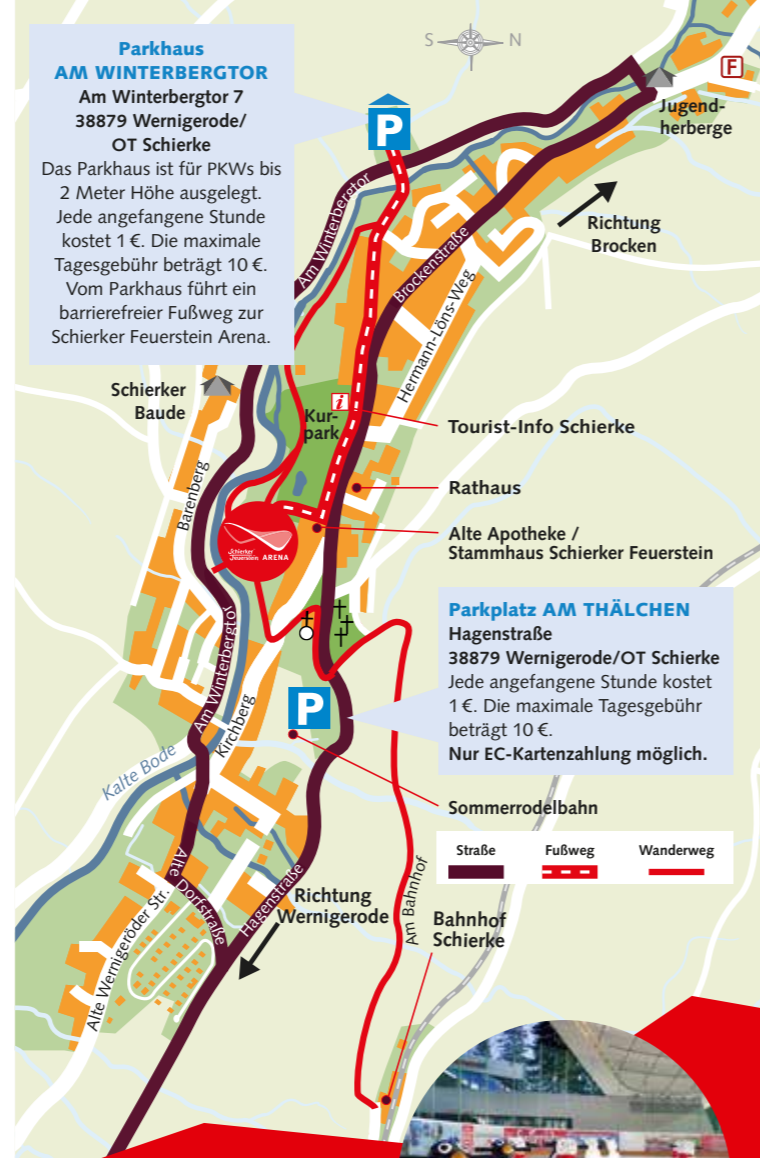 Parkhaus
AM WINTERBERGTOR
Am Winterbergtor 7
38879 Wernigerode/
OT Schierke
Das Parkhaus ist für PKWs bis
2 Meter Höhe ausgelegt.
Jede angefangene Stunde
kostet 1 €. Die maximale
Tagesgebühr beträgt 10 €.
Vom Parkhaus führt ein
barrierefreier Fußweg zur
Schierker Feuerstein Arena.
S N
P
F
Jugend-
herberge
Richtung
Brocken
Am Winterbergtor
Brockenstraße
Hermann-Löns-Weg
Schierker
Baude
i
Kur-
park
Tourist-Info Schierke
Rathaus
Barenberg
Schierker
Feuerstein ARENA
Alte Apotheke /
Stammhaus Schierker Feuerstein
Parkplatz AM THÄLCHEN
Hagenstraße
38879 Wernigerode/OT Schierke
Jede angefangene Stunde kostet
1 €. Die maximale Tagesgebühr
beträgt 10 €.
Nur EC-Kartenzahlung möglich.
Am Winterbergtor
Kirchberg
P
Kalte Bode
Sommerrodelbahn
Straße Fußweg Wanderweg
Alte
Dorfstraße
Hagenstraße
Richtung
Wernigerode
Am Bahnhof
Bahnhof
Schierke
Alte Wernigeröder Str.